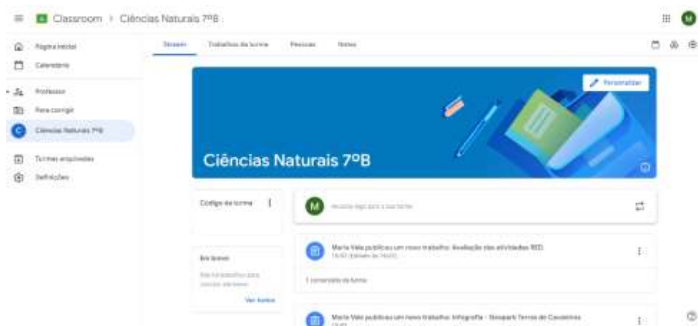 Classroom > Ciências Naturais 7ºB
M
Página inicial
Calendário
Professor
Para corrigir
C Ciências Naturais 7ºB
Turmas arquivadas
Definições
Stream Trabalhos da turma Pessoas Notas
Personalizar
Ciências Naturais 7ºB
Código da turma
M
Em breve
Ver todos
Maria Vale publicou um novo trabalho: Avaliação das atividades RED.
1 comentário da turma
Maria Vale publicou um novo trabalho: Infografia - Geopark Terras de Cavaleiros